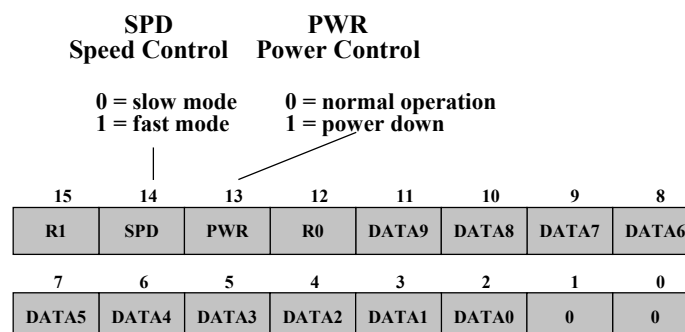 SPD PWR
Speed Control Power Control
0 = slow mode 0 = normal operation
1 = fast mode 1 = power down
15 14 13 12 11 10 9 8
R1 SPD PWR R0 DATA9 DATA8 DATA7 DATA6
7 6 5 4 3 2 1 0
DATA5 DATA4 DATA3 DATA2 DATA1 DATA0 0 0